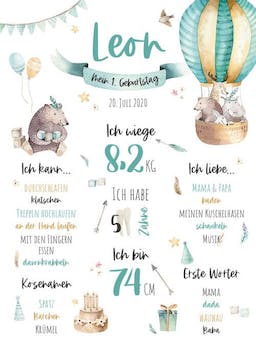 Leon
Mein 1. Geburtstag
20. Juli 2020
Ich wiege
8,2 KG
Ich kann...
DURCHSCHLAFEN
klatschen
TREPPEN HOCHLAUFEN
an der Hand laufen
MIT DEN FINGERN
ESSEN
davonkrabbeln
Ich habe
5 Zähne
Ich liebe...
MAMA & PAPA
baden
MEINEN KUSCHELHASEN
schaukeln
MUSIK
Ich bin
74 CM
Kosenamen
SPATZ
Bärchen
KRÜMEL
Erste Wörter
MAMA
dada
WAUWAU
Baba